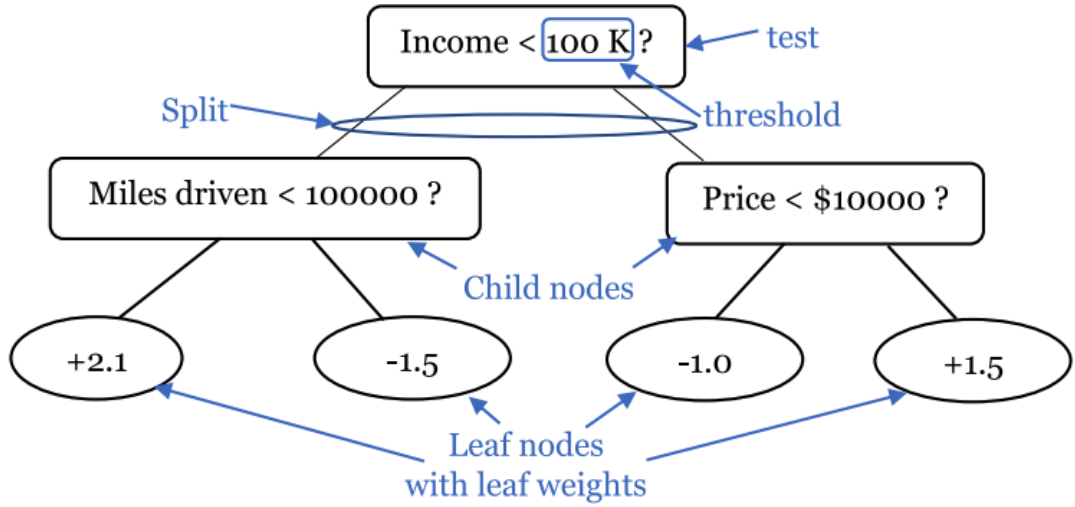 Income < 100 K ?
test
Split
threshold
Miles driven < 100000 ?
Price < $10000 ?
Child nodes
+2.1
-1.5
-1.0
+1.5
Leaf nodes
with leaf weights